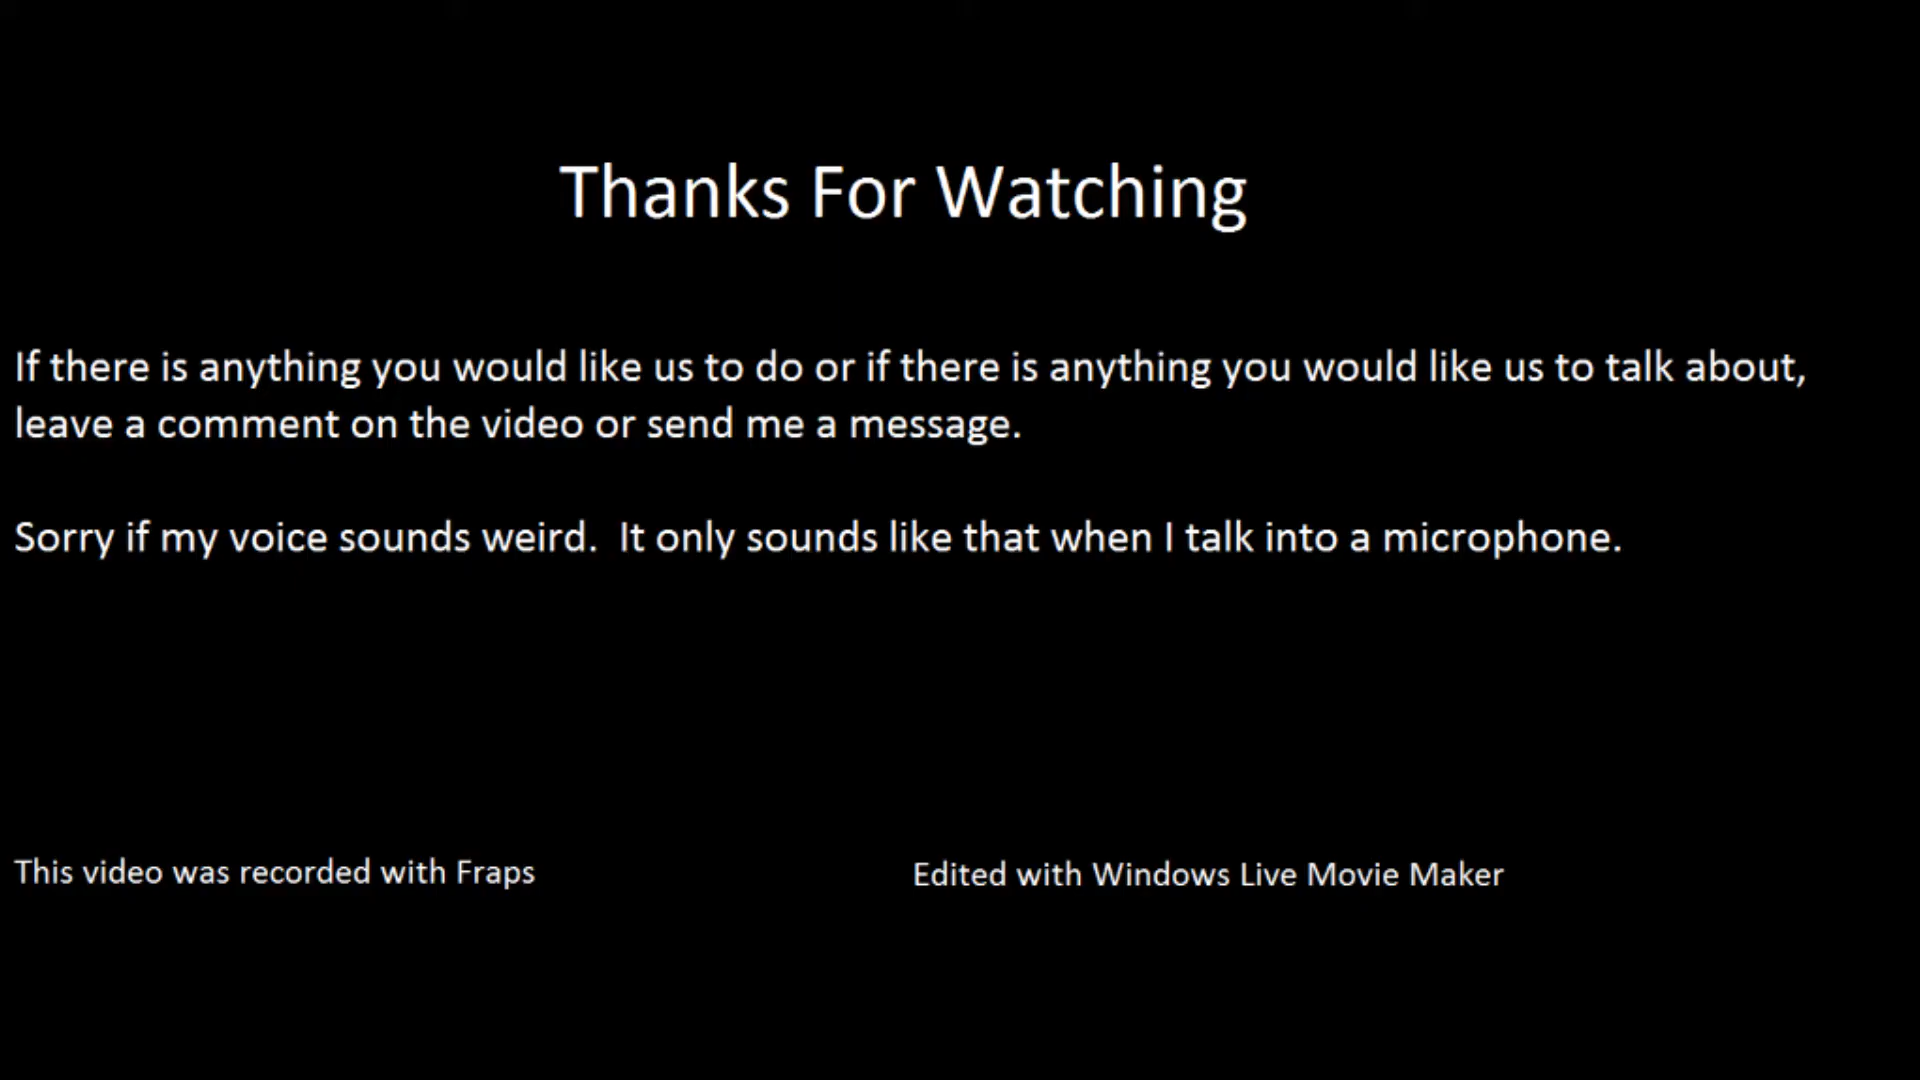 Thanks For Watching
If there is anything you would like us to do or if there is anything you would like us to talk about,
leave a comment on the video or send me a message.
Sorry if my voice sounds weird.  It only sounds like that when I talk into a microphone.
This video was recorded with Fraps
Edited with Windows Live Movie Maker